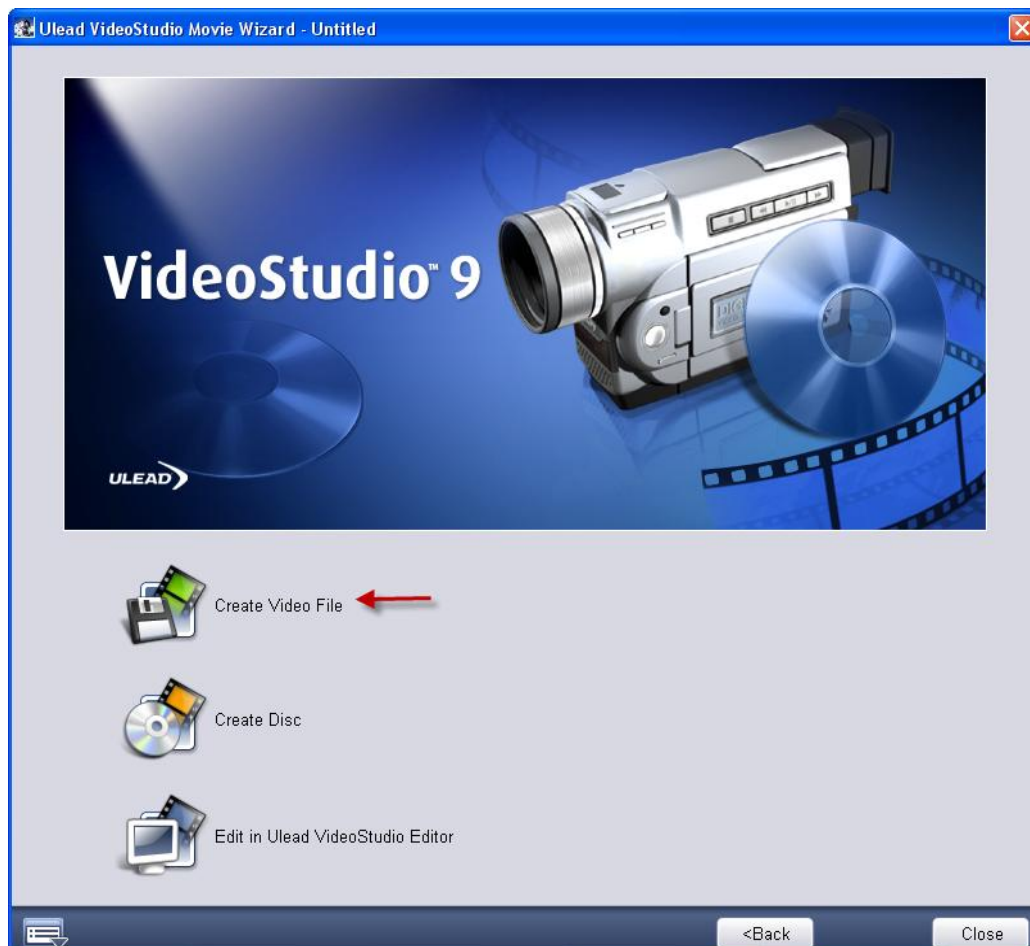 Ulead VideoStudio Movie Wizard - Untitled
VideoStudio™ 9
ULEAD
Create Video File
Create Disc
Edit in Ulead VideoStudio Editor
<Back
Close